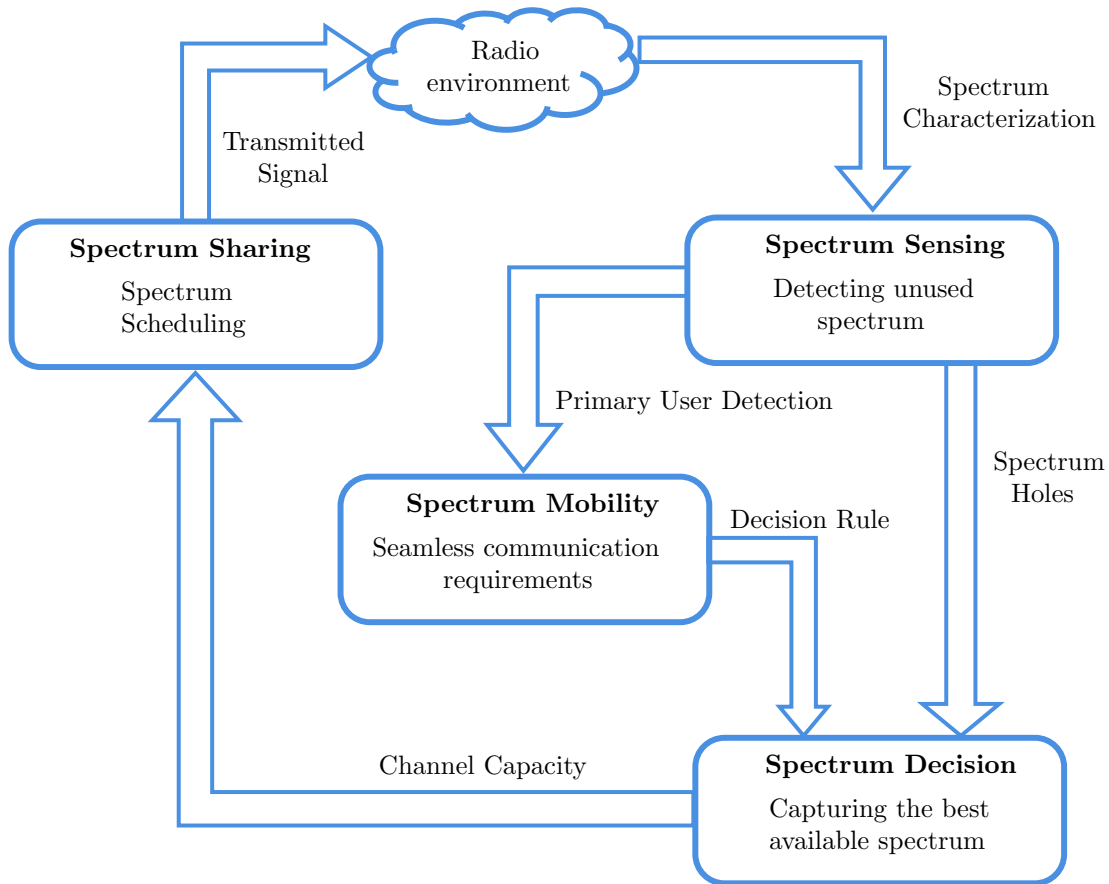 Radio
environment
Spectrum
Characterization
Transmitted
Signal
Spectrum Sharing
Spectrum
Scheduling
Spectrum Sensing
Detecting unused
spectrum
Primary User Detection
Spectrum
Holes
Spectrum Mobility
Seamless communication
requirements
Decision Rule
Channel Capacity
Spectrum Decision
Capturing the best
available spectrum